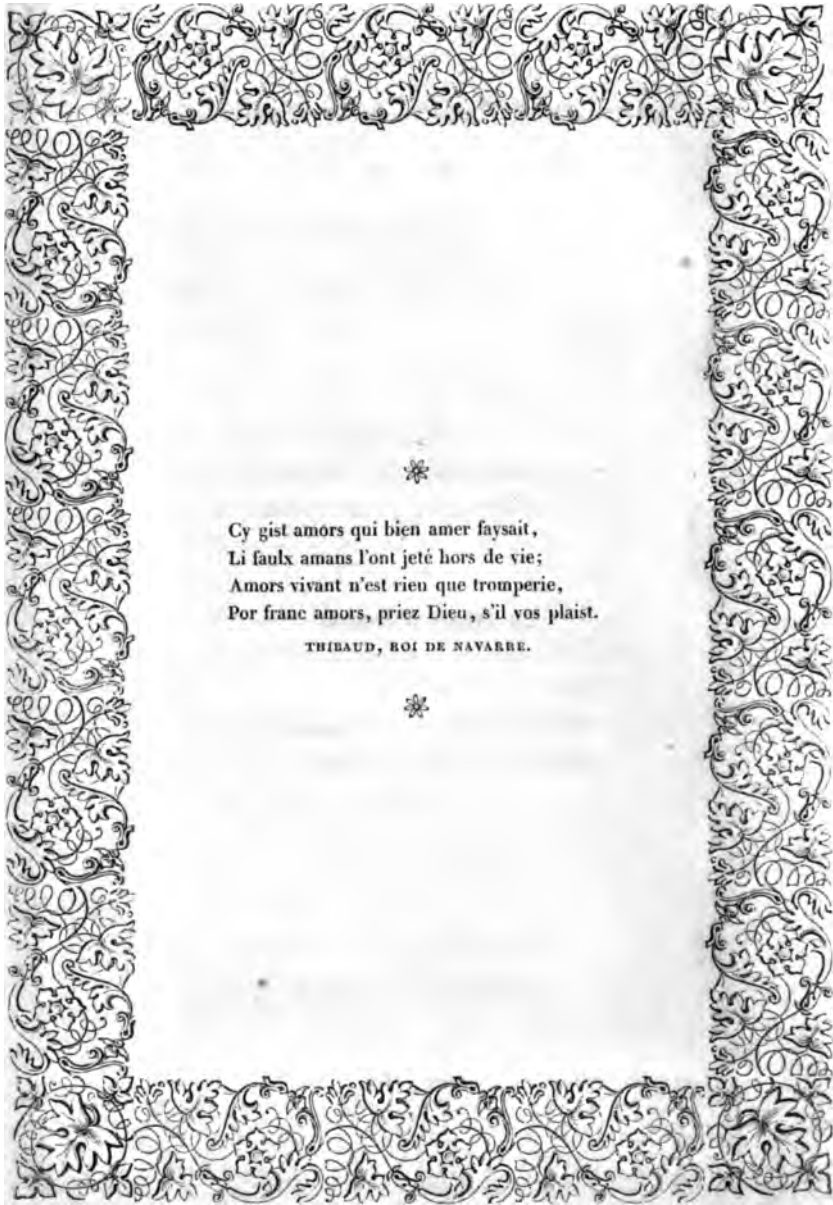 Cy gist amors qui bien amer faysait,
Li faulx amans l'ont jeté hors de vie;
Amors vivant n'est rien que tromperie,
Por franc amors, priez Dieu, s'il vos plaist.
THIBAUD, ROI DE NAVARRE.